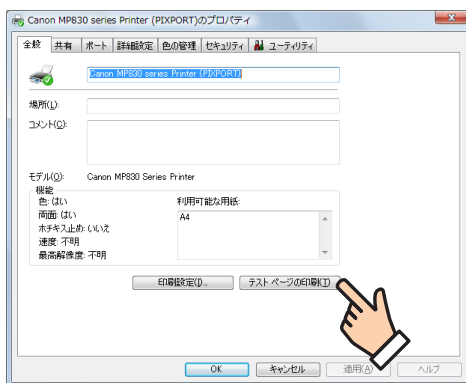 Canon MP830 series Printer (PIXPORT)のプロパティ
全般 共有 ポート 詳細設定 色の管理 セキュリティ ユーティリティ
Canon MP830 series Printer (PIXPORT)
場所(L):
コメント(C):
モデル(O): Canon MP830 Series Printer
機能
色: はい 利用可能な用紙:
両面: はい A4
ホチキス止め: いいえ
速度: 不明
最高解像度: 不明
印刷設定(I)... テスト ページの印刷(T)
OK キャンセル 適用(A) ヘルプ